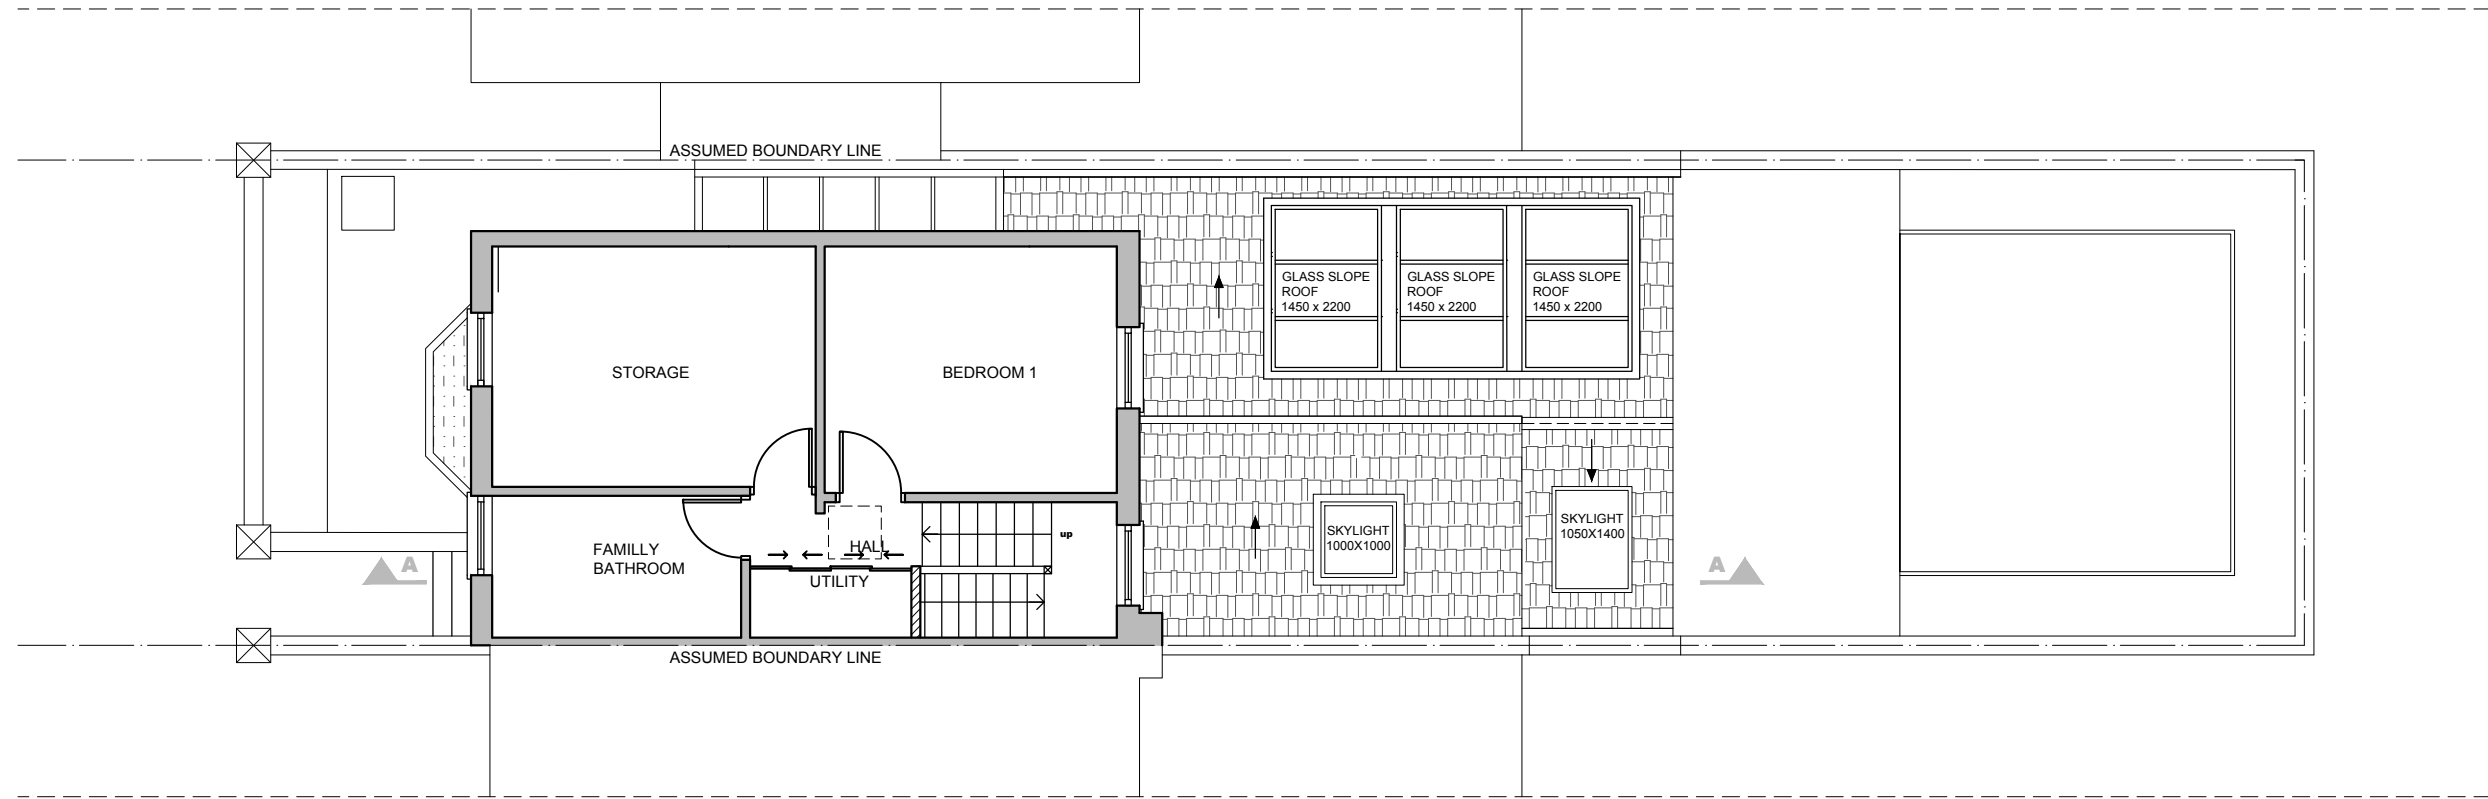 ASSUMED BOUNDARY LINE
GLASS SLOPE
ROOF
1450 x 2200
GLASS SLOPE
ROOF
1450 x 2200
GLASS SLOPE
ROOF
1450 x 2200
STORAGE
BEDROOM 1
SKYLIGHT
1000X1000
SKYLIGHT
1050X1400
up
HALL
FAMILLY
BATHROOM
UTILITY
A
A
ASSUMED BOUNDARY LINE